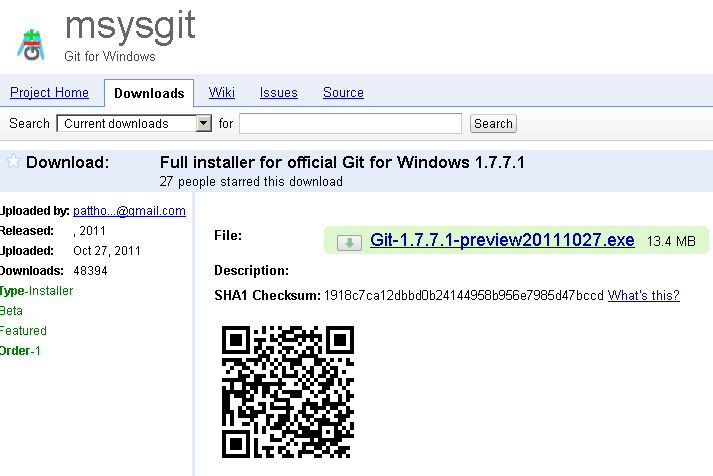 msysgit
Git for Windows
Project Home Downloads Wiki Issues Source
Search Current downloads for Search
Download: Full installer for official Git for Windows 1.7.7.1
27 people starred this download
Uploaded by: pattho...@gmail.com
Released: , 2011
Uploaded: Oct 27, 2011
Downloads: 48394
Type-Installer
Beta
Featured
Order-1
File: Git-1.7.7.1-preview20111027.exe 13.4 MB
Description:
SHA1 Checksum: 1918c7ca12dbbd0b24144958b956e7985d47bccd What's this?